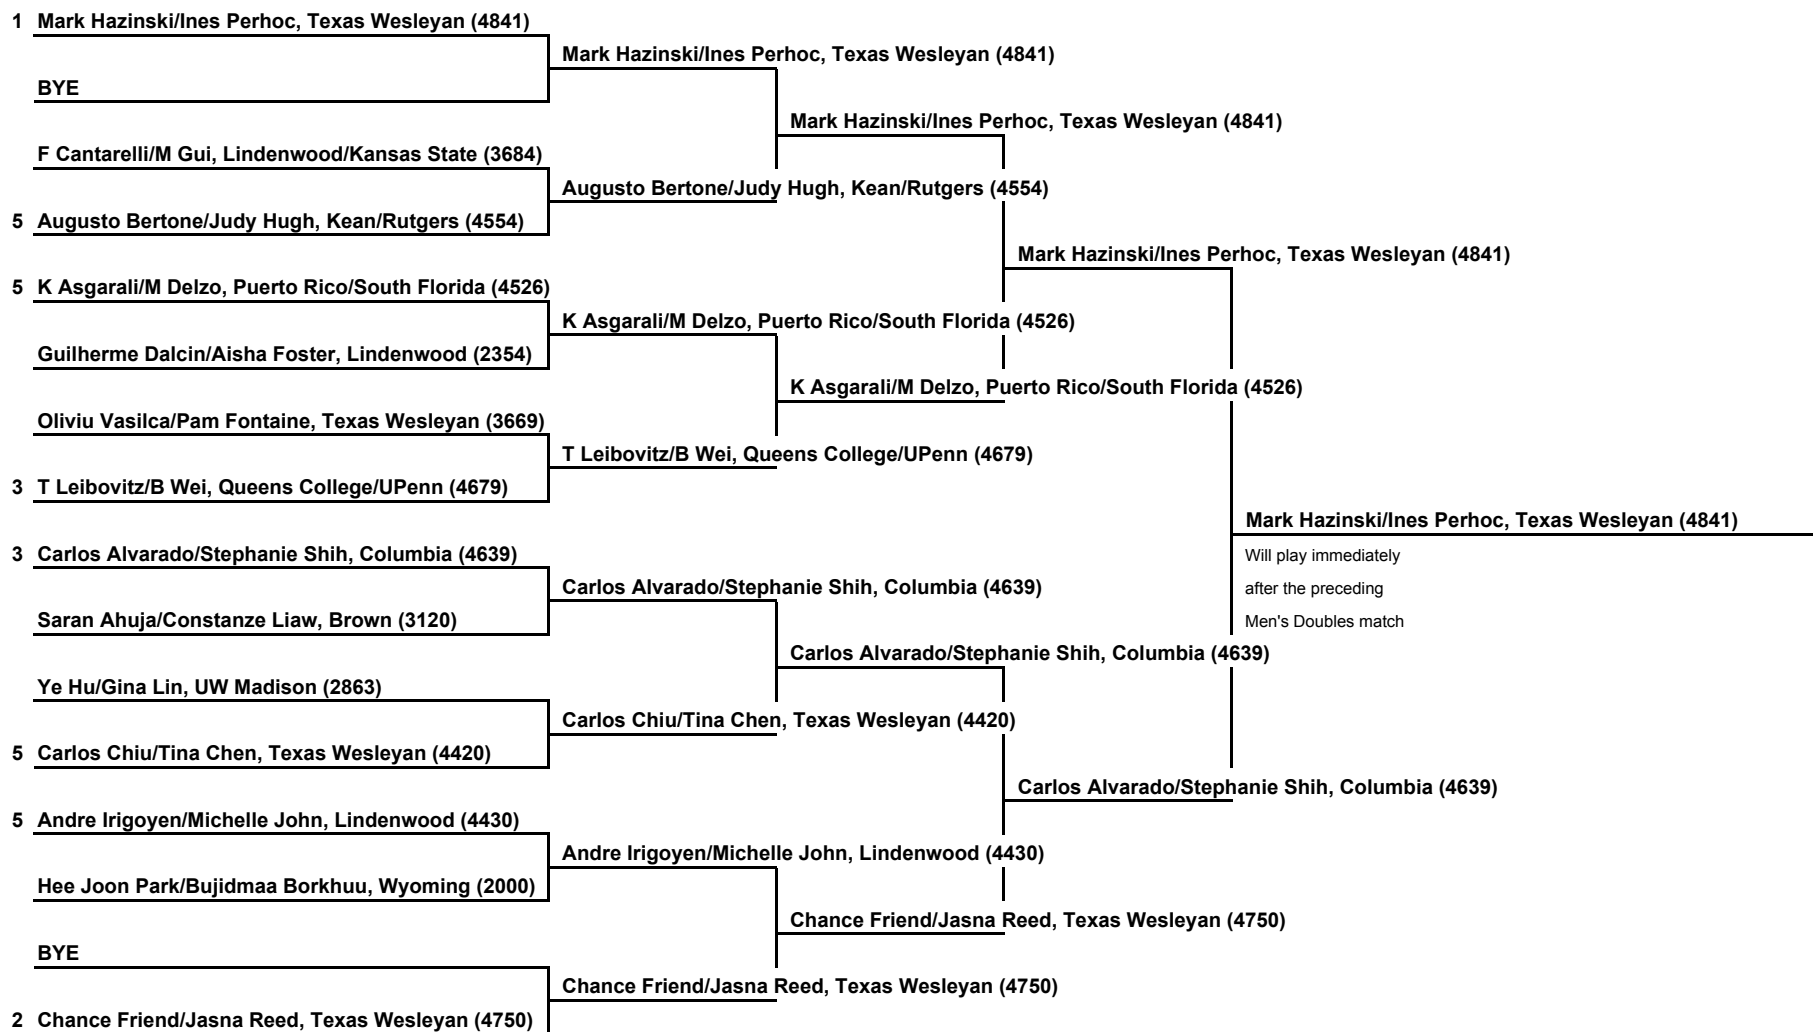 1 Mark Hazinski/Ines Perhoc, Texas Wesleyan (4841)
Mark Hazinski/Ines Perhoc, Texas Wesleyan (4841)
BYE
Mark Hazinski/Ines Perhoc, Texas Wesleyan (4841)
F Cantarelli/M Gui, Lindenwood/Kansas State (3684)
Augusto Bertone/Judy Hugh, Kean/Rutgers (4554)
5 Augusto Bertone/Judy Hugh, Kean/Rutgers (4554)
Mark Hazinski/Ines Perhoc, Texas Wesleyan (4841)
5 K Asgarali/M Delzo, Puerto Rico/South Florida (4526)
K Asgarali/M Delzo, Puerto Rico/South Florida (4526)
Guilherme Dalcin/Aisha Foster, Lindenwood (2354)
K Asgarali/M Delzo, Puerto Rico/South Florida (4526)
Oliviu Vasilca/Pam Fontaine, Texas Wesleyan (3669)
T Leibovitz/B Wei, Queens College/UPenn (4679)
3 T Leibovitz/B Wei, Queens College/UPenn (4679)
Mark Hazinski/Ines Perhoc, Texas Wesleyan (4841)
3 Carlos Alvarado/Stephanie Shih, Columbia (4639)
Will play immediately
Carlos Alvarado/Stephanie Shih, Columbia (4639)
after the preceding
Saran Ahuja/Constanze Liaw, Brown (3120)
Men's Doubles match
Carlos Alvarado/Stephanie Shih, Columbia (4639)
Ye Hu/Gina Lin, UW Madison (2863)
Carlos Chiu/Tina Chen, Texas Wesleyan (4420)
5 Carlos Chiu/Tina Chen, Texas Wesleyan (4420)
Carlos Alvarado/Stephanie Shih, Columbia (4639)
5 Andre Irigoyen/Michelle John, Lindenwood (4430)
Andre Irigoyen/Michelle John, Lindenwood (4430)
Hee Joon Park/Bujidmaa Borkhuu, Wyoming (2000)
Chance Friend/Jasna Reed, Texas Wesleyan (4750)
BYE
Chance Friend/Jasna Reed, Texas Wesleyan (4750)
2 Chance Friend/Jasna Reed, Texas Wesleyan (4750)